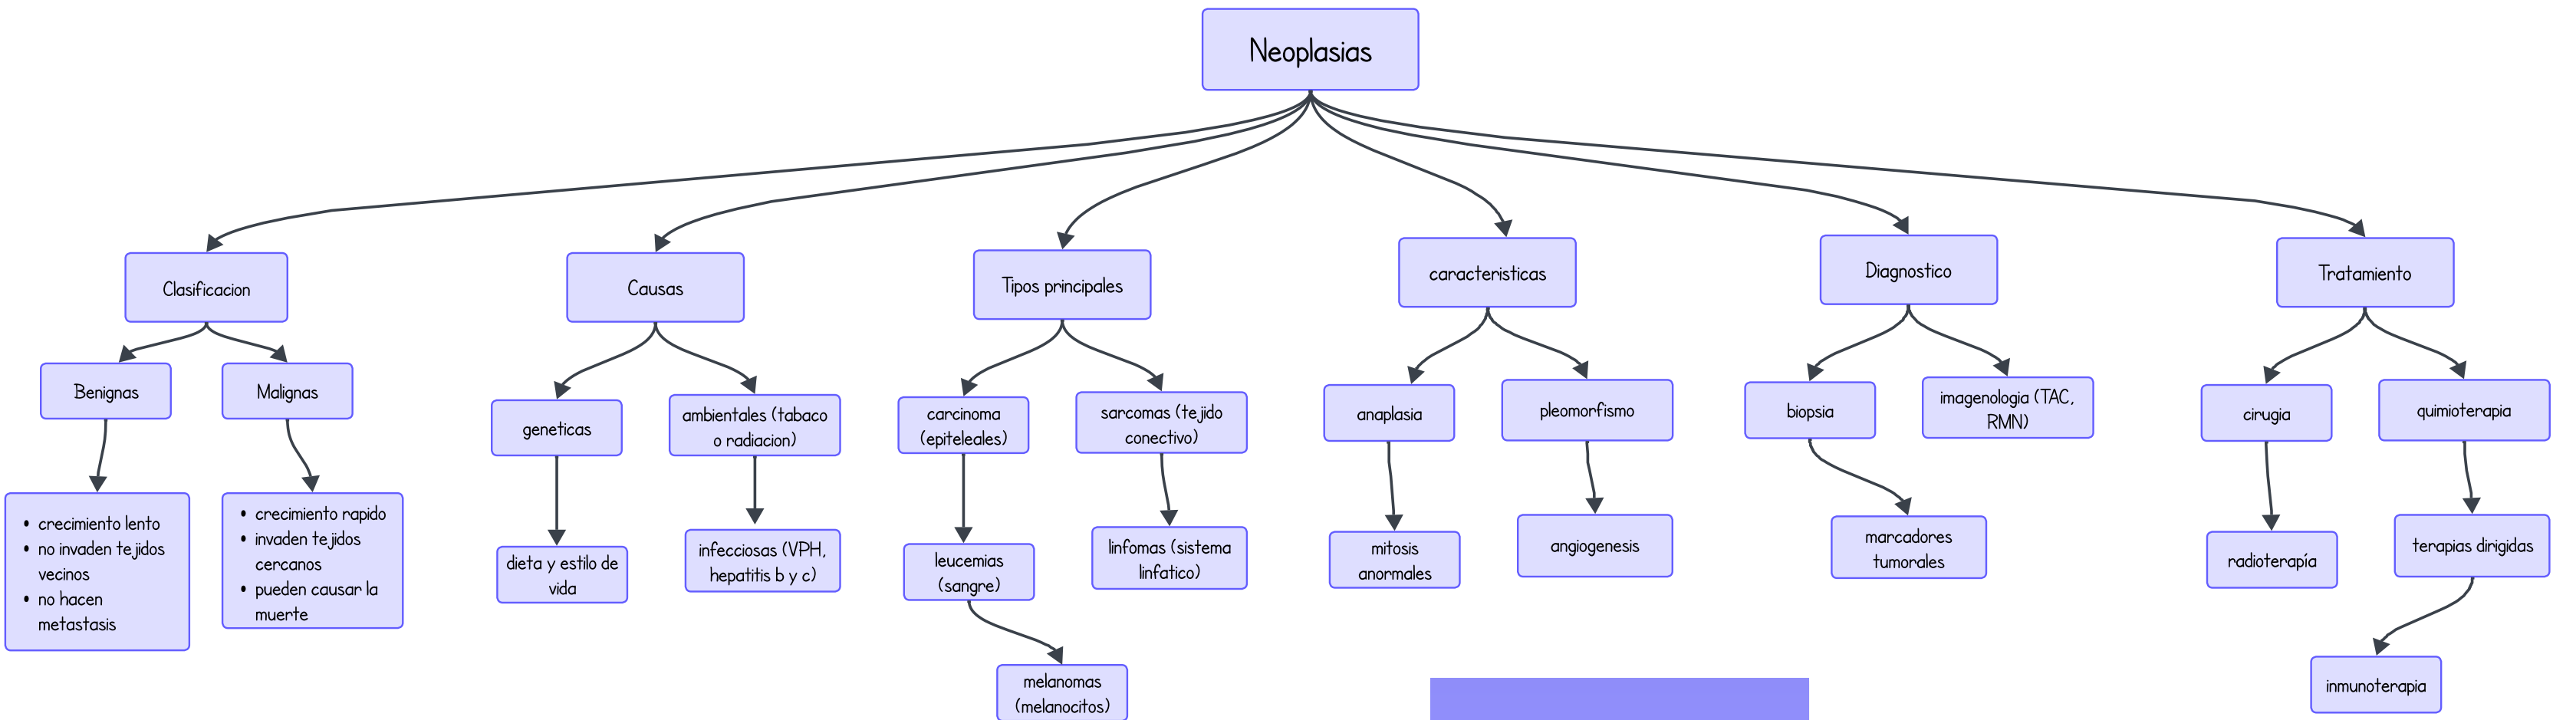 Neoplasias
Clasificacion
Causas
Tipos principales
caracteristicas
Diagnostico
Tratamiento
Benignas
Malignas
geneticas
ambientales (tabaco
o radiacion)
carcinoma
(epiteleales)
sarcomas (tejido
conectivo)
anaplasia
pleomorfismo
biopsia
imagenologia (TAC,
RMN)
cirugia
quimioterapia
• crecimiento lento
• no invaden tejidos
vecinos
• no hacen
metastasis
• crecimiento rapido
• invaden tejidos
cercanos
• pueden causar la
muerte
dieta y estilo de
vida
infecciosas (VPH,
hepatitis b y c)
leucemias
(sangre)
linfomas (sistema
linfatico)
mitosis
anormales
angiogenesis
marcadores
tumorales
radioterapía
terapias dirigidas
melanomas
(melanocitos)
inmunoterapia